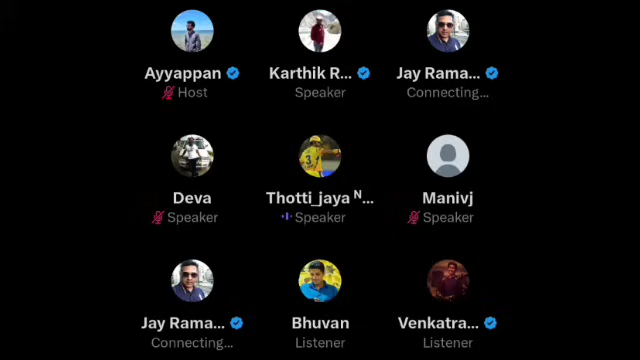 Ayyappan Karthik R... Jay Rama...
Host Speaker Connecting...
3
Deva Thotti_jaya ᴺ... Manivj
Speaker Speaker Speaker
Jay Rama... Bhuvan Venkatra...
Connecting... Listener Listener